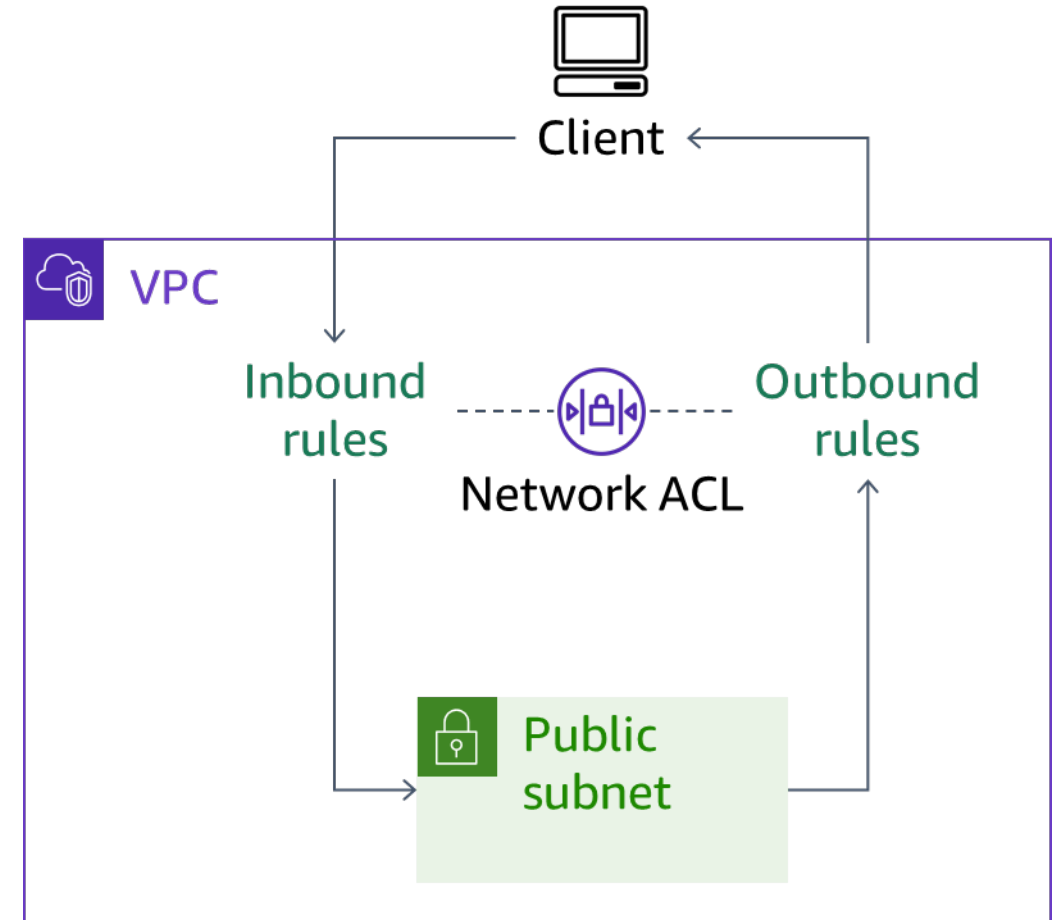 Client
VPC
Inbound
rules
Outbound
rules
Network ACL
Public
subnet